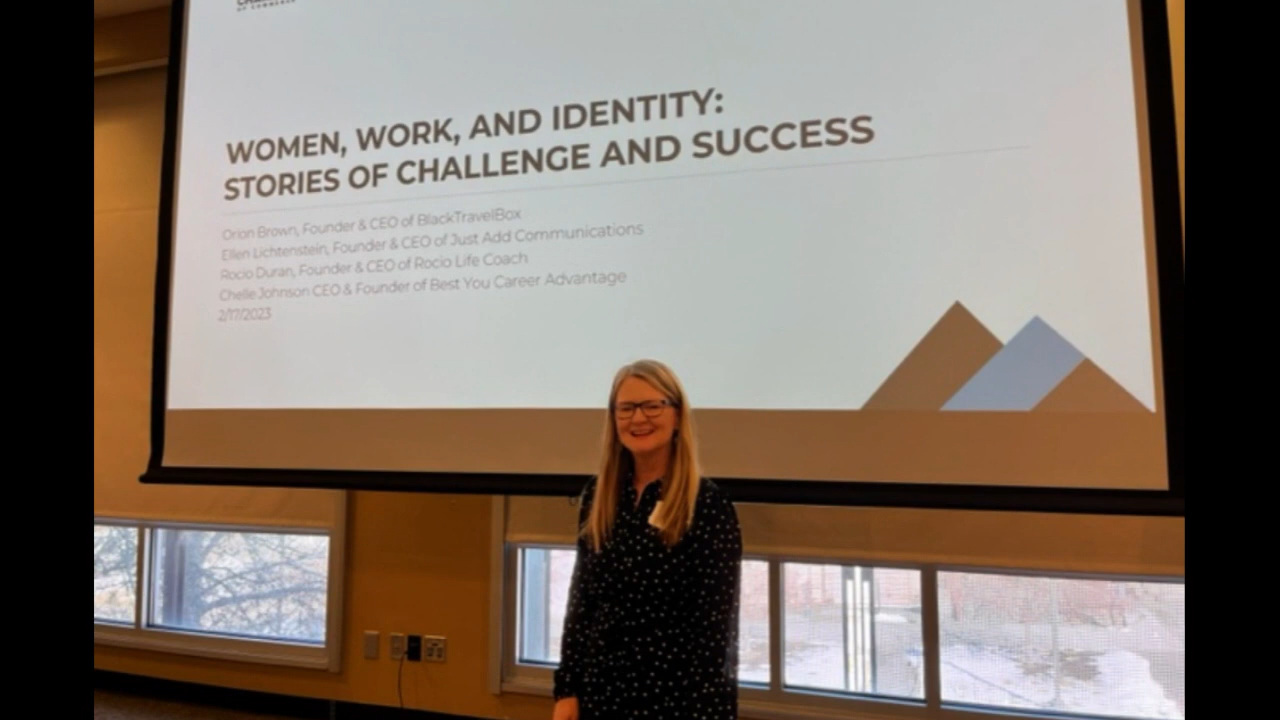 OF COMMERCE
WOMEN, WORK, AND IDENTITY:
STORIES OF CHALLENGE AND SUCCESS
Orion Brown, Founder & CEO of BlackTravelBox
Ellen Lichtenstein, Founder & CEO of Just Add Communications
Rocio Duran, Founder & CEO of Rocio Life Coach
Chelle Johnson CEO & Founder of Best You Career Advantage
2/17/2023